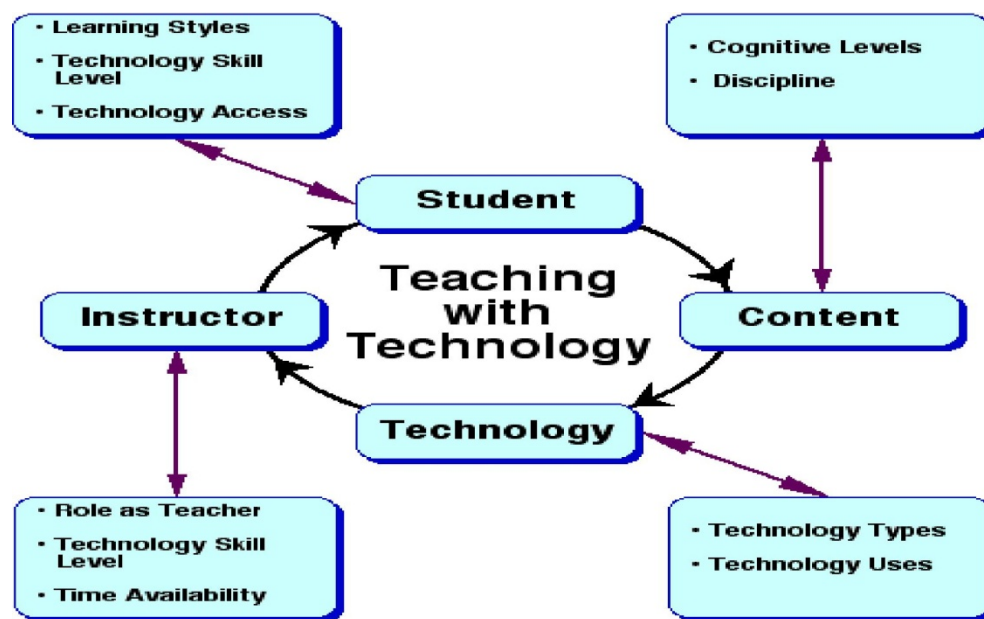 • Learning Styles
• Technology Skill
Level
• Technology Access
• Cognitive Levels
• Discipline
Student
Teaching
with
Technology
Instructor
Content
Technology
• Role as Teacher
• Technology Skill
Level
• Time Availability
• Technology Types
• Technology Uses